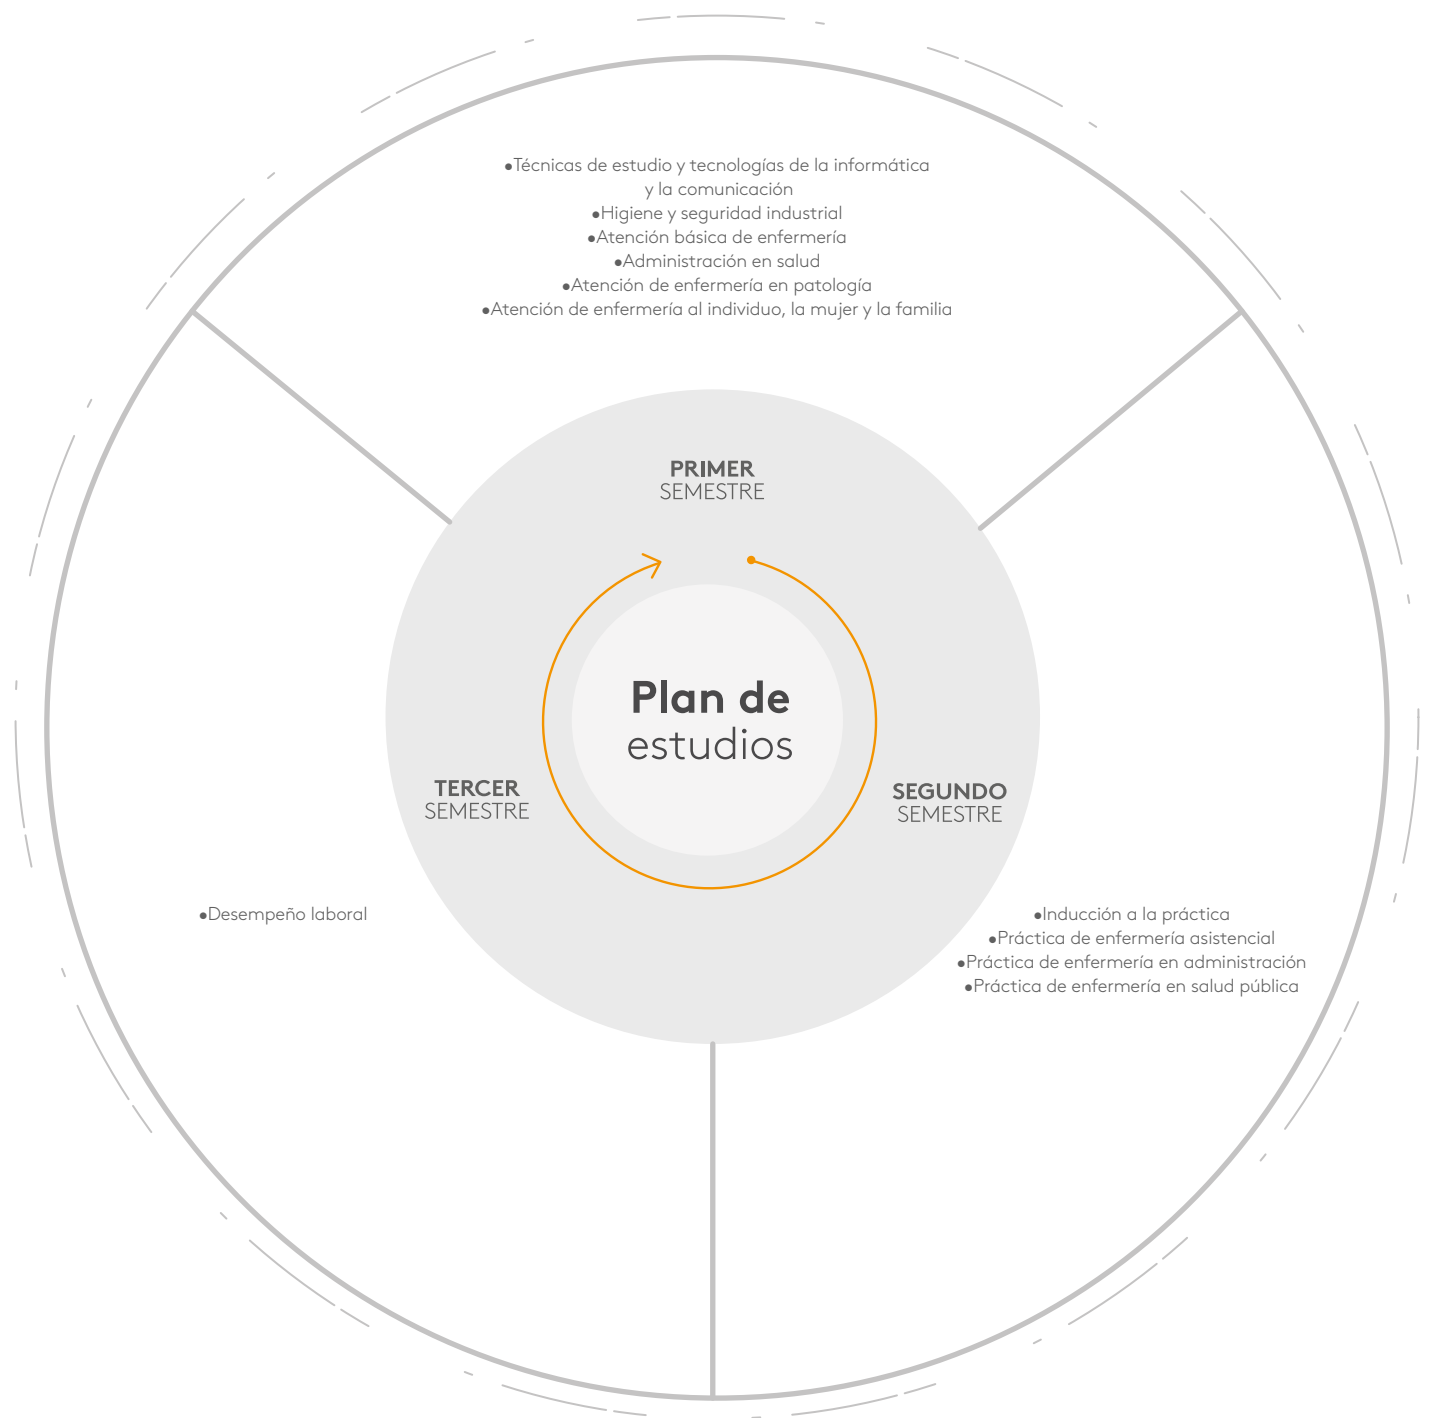 •Técnicas de estudio y tecnologías de la informática
y la comunicación
•Higiene y seguridad industrial
•Atención básica de enfermería
•Administración en salud
•Atención de enfermería en patología
•Atención de enfermería al individuo, la mujer y la familia
PRIMER
SEMESTRE
Plan de
estudios
TERCER
SEMESTRE
SEGUNDO
SEMESTRE
•Desempeño laboral
•Inducción a la práctica
•Práctica de enfermería asistencial
•Práctica de enfermería en administración
•Práctica de enfermería en salud pública